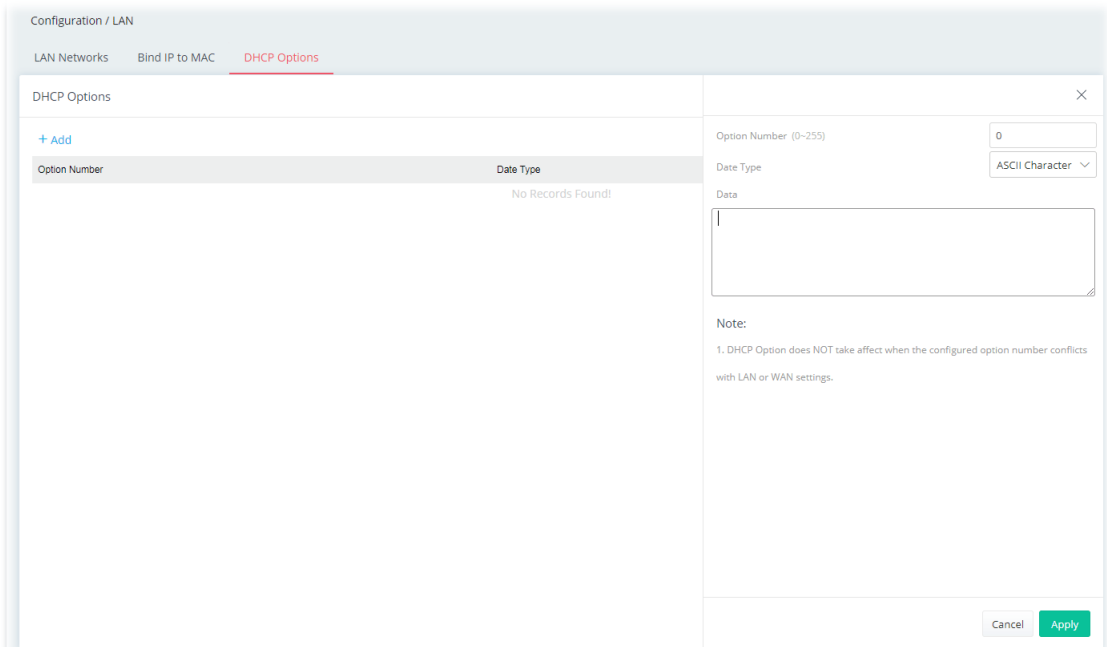 Configuration / LAN
LAN Networks Bind IP to MAC DHCP Options
DHCP Options
+ Add
Option Number Date Type
No Records Found!
Option Number (0~255) 0
Date Type ASCII Character
Data
Note:
1. DHCP Option does NOT take affect when the configured option number conflicts
with LAN or WAN settings.
Cancel Apply